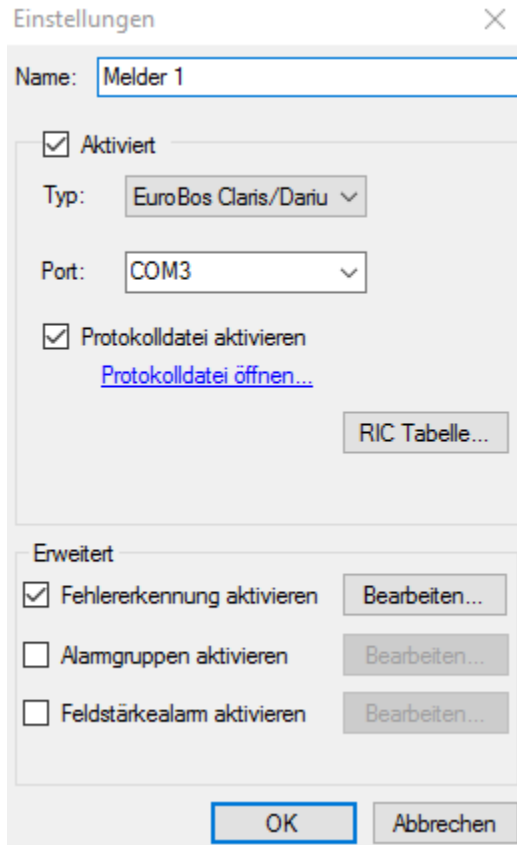 Einstellungen
Name: Melder 1
Aktiviert
Typ: EuroBos Claris/Dariu
Port: COM3
Protokolldatei aktivieren
Protokolldatei öffnen...
RIC Tabelle...
Erweitert
Fehlererkennung aktivieren Bearbeiten...
Alarmgruppen aktivieren Bearbeiten...
Feldstärkealarm aktivieren Bearbeiten...
OK Abbrechen